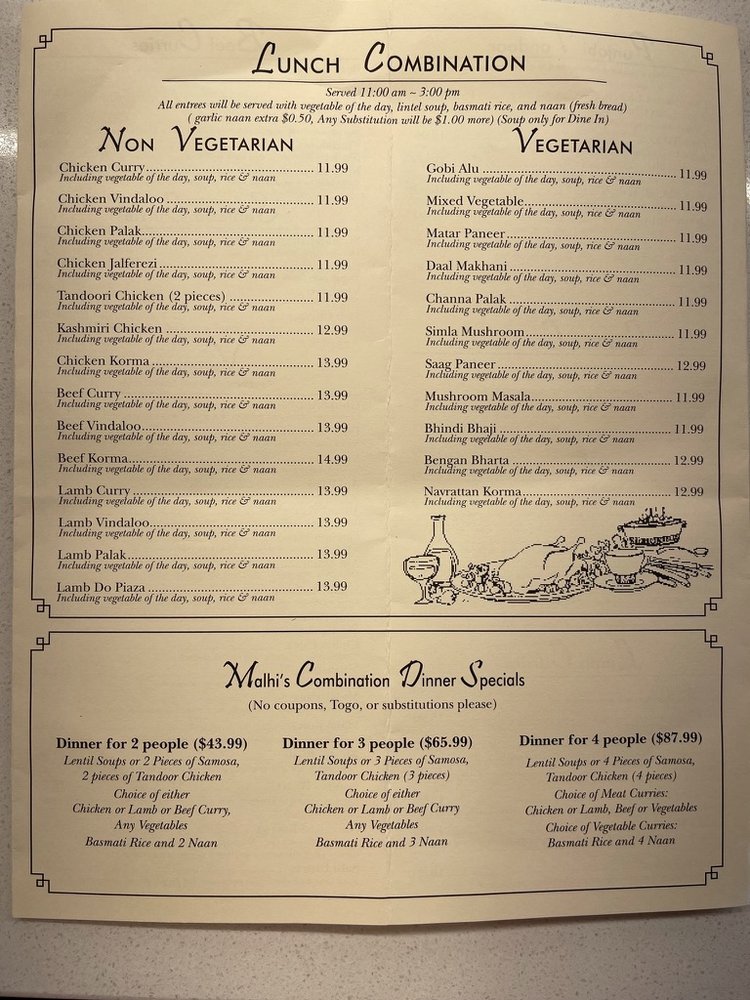 Lunch Combination
Served 11:00 am ~ 3:00 pm
All entrees will be served with vegetable of the day, lintel soup, basmati rice, and naan (fresh bread)
( garlic naan extra $0.50, Any Substitution will be $1.00 more) (Soup only for Dine In)
Non Vegetarian
Chicken Curry 11.99
Including vegetable of the day, soup, rice & naan
Chicken Vindaloo 11.99
Including vegetable of the day, soup, rice & naan
Chicken Palak 11.99
Including vegetable of the day, soup, rice & naan
Chicken Jalferezi 11.99
Including vegetable of the day, soup, rice & naan
Tandoori Chicken (2 pieces) 11.99
Including vegetable of the day, soup, rice & naan
Kashmiri Chicken 12.99
Including vegetable of the day, soup, rice & naan
Chicken Korma 13.99
Including vegetable of the day, soup, rice & naan
Beef Curry 13.99
Including vegetable of the day, soup, rice & naan
Beef Vindaloo 13.99
Including vegetable of the day, soup, rice & naan
Beef Korma 14.99
Including vegetable of the day, soup, rice & naan
Lamb Curry 13.99
Including vegelable of the day, soup, rice & naan
Lamb Vindaloo 13.99
Including vegetable of the day, soup, rice & naan
Lamb Palak 13.99
Including vegetable of the day, soup, rice & naan
Lamb Do Piaza 13.99
Including vegetable of the day, soup, rice & naan
Vegetarian
Gobi Alu 11.99
Including vegetable of the day, soup, rice & naan
Mixed Vegetable 11.99
Including vegetable of the day, soup, rice & naan
Matar Paneer 11.99
Including vegetable of the day, soup, rice & naan
Daal Makhani 11.99
Including vegetable of the day, soup, rice & naan
Channa Palak 11.99
Including vegetable of the day, soup, rice & naan
Simla Mushroom 11.99
Including vegetable of the day, soup, rice & naan
Saag Paneer 12.99
Including vegetable of the day, soup, rice & naan
Mushroom Masala 11.99
Including vegetable of the day, soup, rice & naan
Bhindi Bhaji 11.99
Including vegetable of the day, soup, rice & naan
Bengan Bharta 12.99
Including vegetable of the day, soup, rice & naan
Navrattan Korma 12.99
Including vegetable of the day, soup, rice & naan
Malhi's Combination Dinner Specials
(No coupons, Togo, or substitutions please)
Dinner for 2 people ($43.99)
Lentil Soups or 2 Pieces of Samosa,
2 pieces of Tandoor Chicken
Choice of either
Chicken or Lamb or Beef Curry,
Any Vegetables
Basmati Rice and 2 Naan
Dinner for 3 people ($65.99)
Lentil Soups or 3 Pieces of Samosa,
Tandoor Chicken (3 pieces)
Choice of either
Chicken or Lamb or Beef Curry
Any Vegetables
Basmati Rice and 3 Naan
Dinner for 4 people ($87.99)
Lentil Soups or 4 Pieces of Samosa,
Tandoor Chicken (4 pieces)
Choice of Meat Curries:
Chicken or Lamb, Beef or Vegetables
Choice of Vegetable Curries:
Basmati Rice and 4 Naan